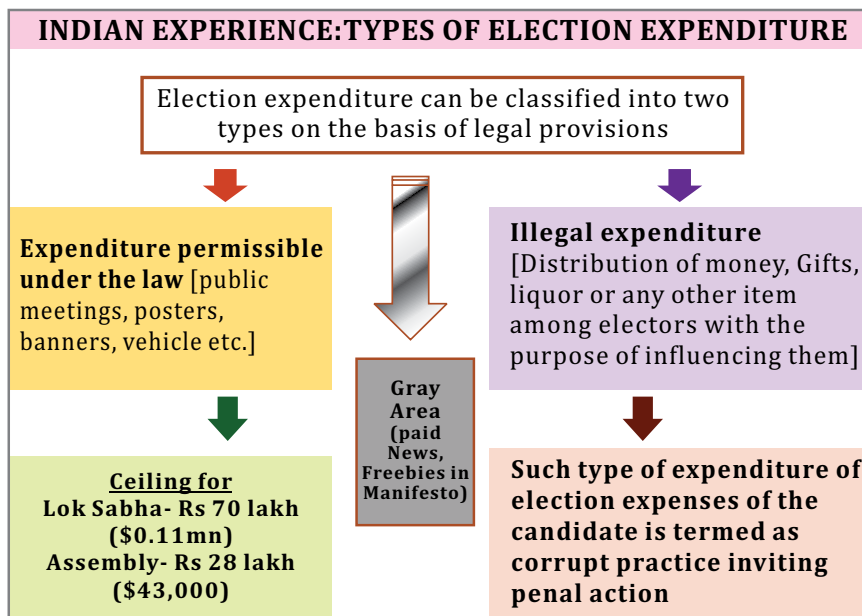 INDIAN EXPERIENCE:TYPES OF ELECTION EXPENDITURE
Election expenditure can be classified into two
types on the basis of legal provisions
Expenditure permissible
under the law [public
meetings, posters,
banners, vehicle etc.]
Gray
Area
(paid
News,
Freebies in
Manifesto)
Illegal expenditure
[Distribution of money, Gifts,
liquor or any other item
among electors with the
purpose of influencing them]
Ceiling for
Lok Sabha- Rs 70 lakh
($0.11mn)
Assembly- Rs 28 lakh
($43,000)
Such type of expenditure of
election expenses of the
candidate is termed as
corrupt practice inviting
penal action